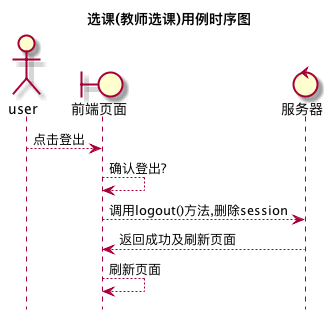 选课(教师选课)用例时序图
user
前端页面
服务器
点击登出
确认登出?
调用logout()方法,删除session
返回成功及刷新页面
刷新页面